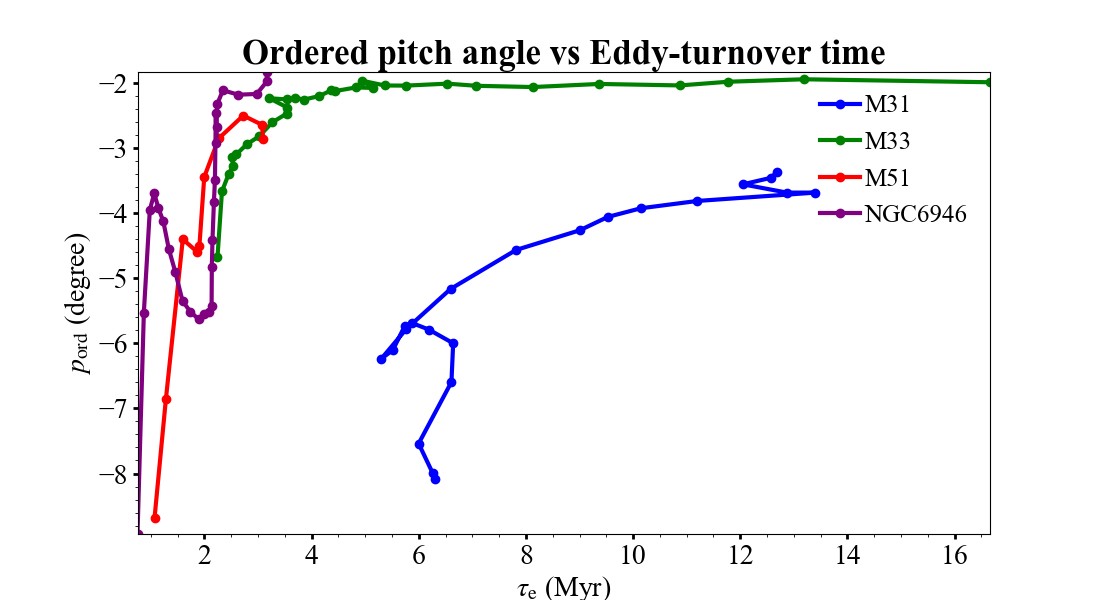 Ordered pitch angle vs Eddy-turnover time
−2
−3
−4
−5
−6
−7
−8
p_ord (degree)
M31
M33
M51
NGC6946
2
4
6
8
10
12
14
16
τ_e (Myr)